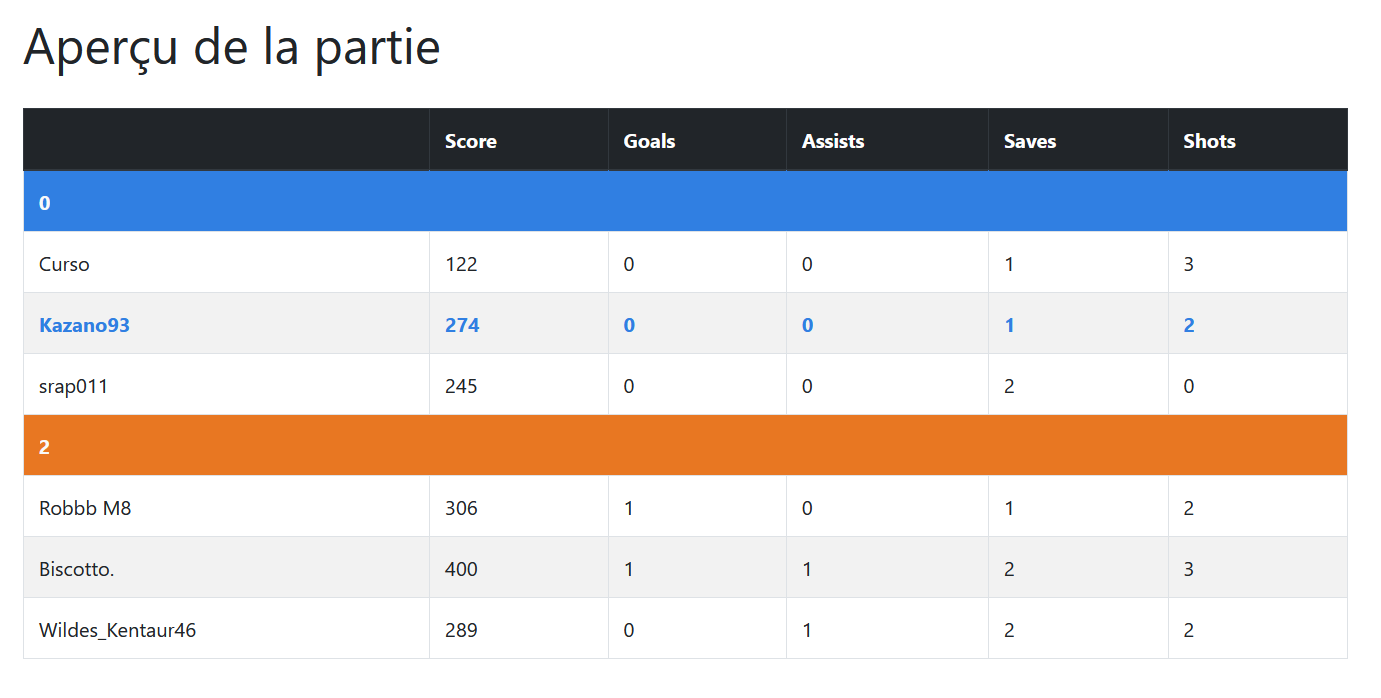 Aperçu de la partie
Score Goals Assists Saves Shots
0
Curso 122 0 0 1 3
Kazano93 274 0 0 1 2
srap011 245 0 0 2 0
2
Robbb M8 306 1 0 1 2
Biscotto. 400 1 1 2 3
Wildes_Kentaur46 289 0 1 2 2